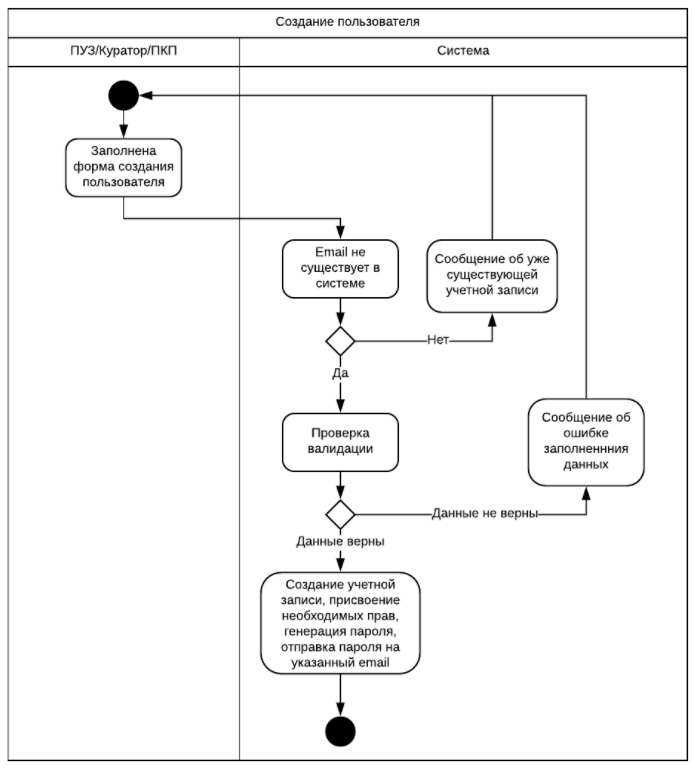 Создание пользователя
ПУЗ/Куратор/ПКП
Система
Заполнена
форма создания
пользователя
Email не
существует в
системе
Сообщение об уже
существующей
учетной записи
Нет
Да
Проверка
валидации
Сообщение об
ошибке
заполненнния
данных
Данные не верны
Данные верны
Создание учетной
записи, присвоение
необходимых прав,
генерация пароля,
отправка пароля на
указанный email